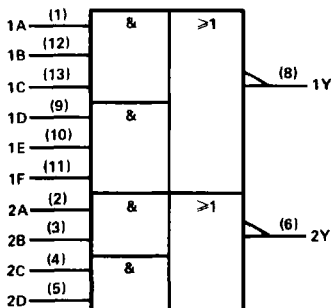 1A (1) & ≥1
1B (12)
1C (13) (8) 1Y
1D (9) &
1E (10)
1F (11)
2A (2) & ≥1
2B (3) (6) 2Y
2C (4) &
2D (5)